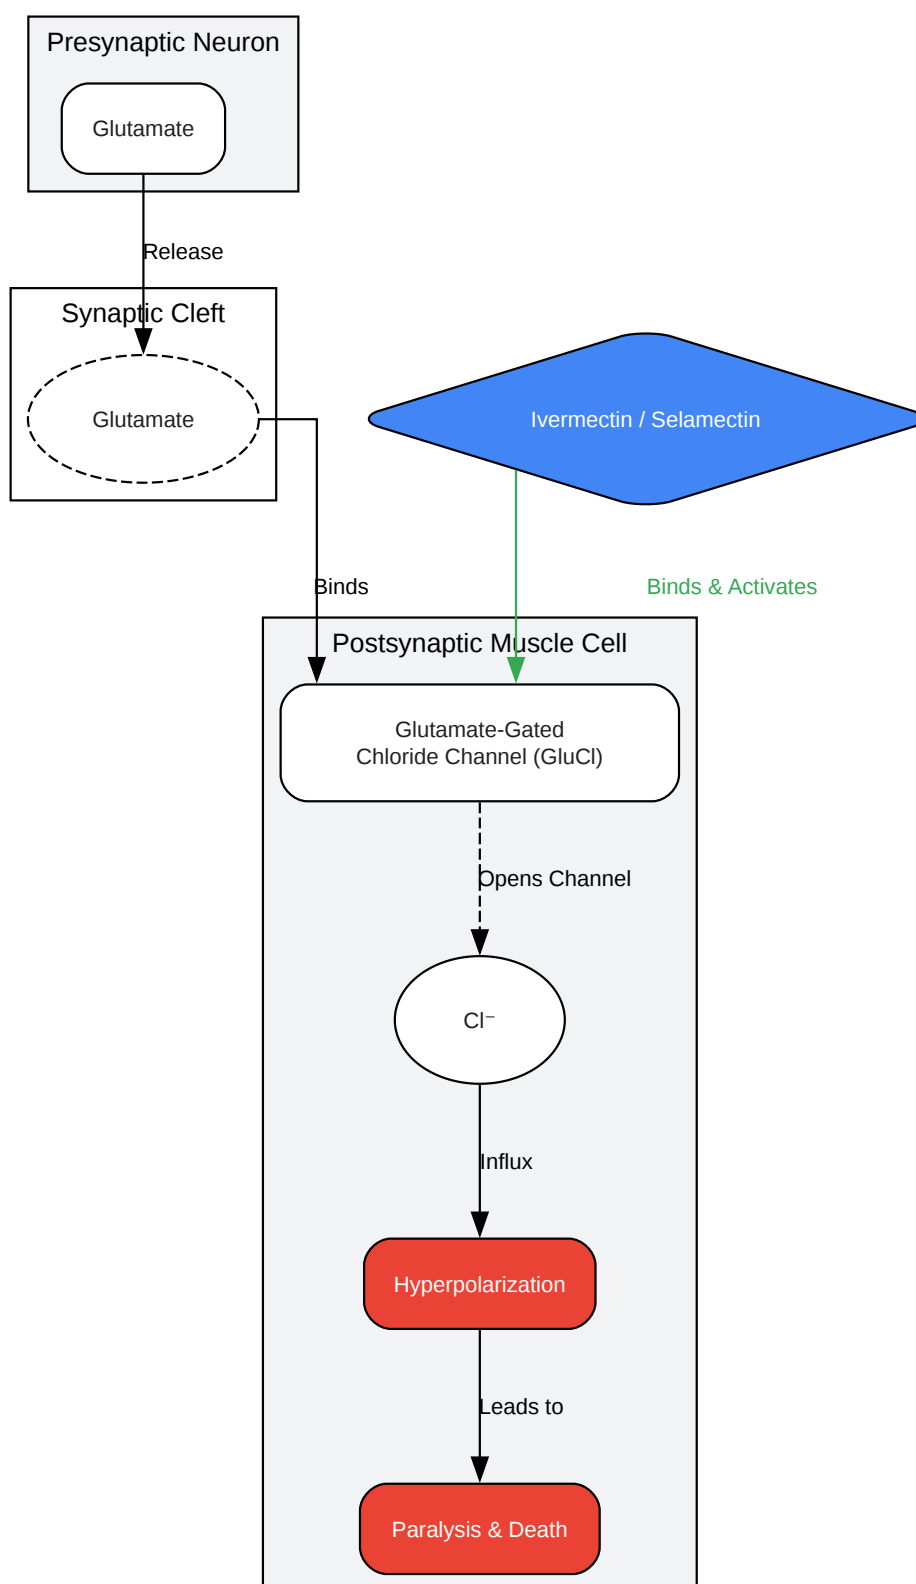 Presynaptic Neuron
Glutamate
Release
Synaptic Cleft
Glutamate
Ivermectin / Selamectin
Binds
Binds & Activates
Postsynaptic Muscle Cell
Glutamate-Gated
Chloride Channel (GluCl)
Opens Channel
Cl⁻
Influx
Hyperpolarization
Leads to
Paralysis & Death